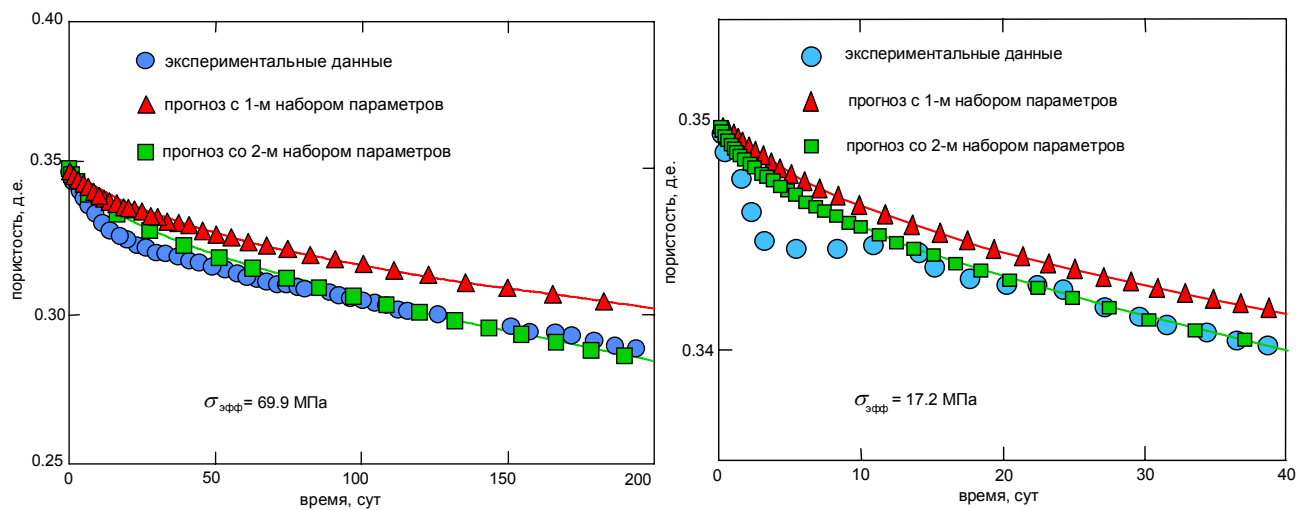 0.40
экспериментальные данные
прогноз с 1-м набором параметров
прогноз со 2-м набором параметров
0.35
0.30
0.25
пористость, д.е.
σэфф = 69.9 МПа
0 50 100 150 200
время, сут
экспериментальные данные
прогноз с 1-м набором параметров
прогноз со 2-м набором параметров
0.35
0.34
пористость, д.е.
σэфф = 17.2 МПа
0 10 20 30 40
время, сут